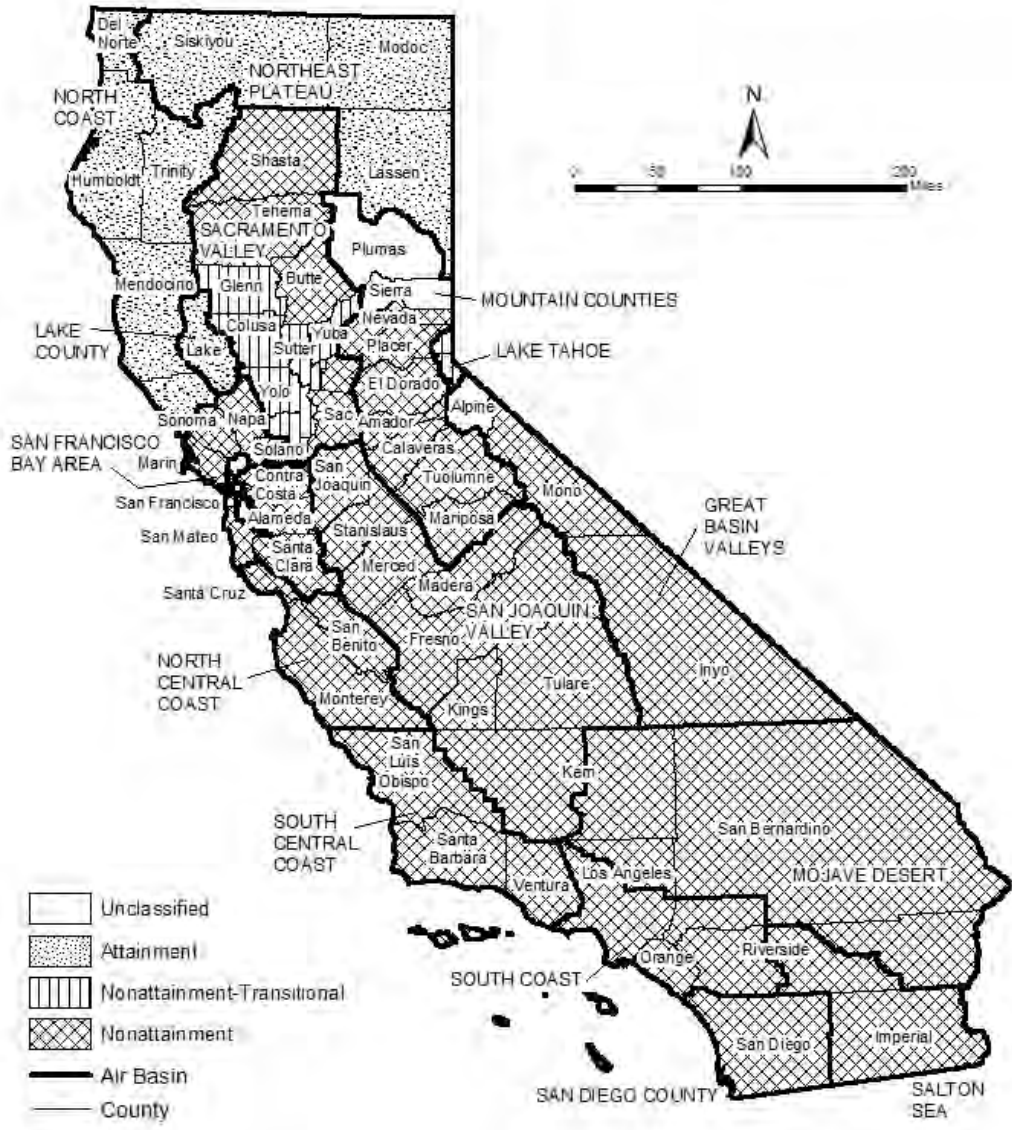 Del
Norte
Siskiyou
Modoc
NORTHEAST
PLATEAU
NORTH
COAST
N
Shasta
Trinity
Humboldt
Lassen
0 50 100 200
Miles
Tehema
SACRAMENTO
VALLEY
Plumas
Butte
Glenn
Mendocino
Sierra
MOUNTAIN COUNTIES
Nevada
Colusa
Yuba
LAKE
COUNTY
Placer
Sutter
Lake
LAKE TAHOE
El Dorado
Yolo
Alpine
Sonoma
Napa
Sac
Amador
SAN FRANCISCO
BAY AREA
Solano
Calaveras
Marin
San
Joaquin
Contra
Costa
Tuolumne
Mono
San Francisco
Alameda
Mariposa
Stanislaus
GREAT
BASIN
VALLEYS
San Mateo
Santa
Clara
Merced
Madera
Santa Cruz
SAN JOAQUIN
VALLEY
San
Benito
Fresno
NORTH
CENTRAL
COAST
Inyo
Tulare
Monterey
Kings
San
Luis
Obispo
Kern
SOUTH
CENTRAL
COAST
San Bernardino
Santa
Barbara
Los Angeles
MOJAVE DESERT
Ventura
Unclassified
Attainment
Riverside
Orange
SOUTH COAST
Nonattainment-Transitional
Nonattainment
San Diego
Imperial
Air Basin
SAN DIEGO COUNTY
SALTON
SEA
County